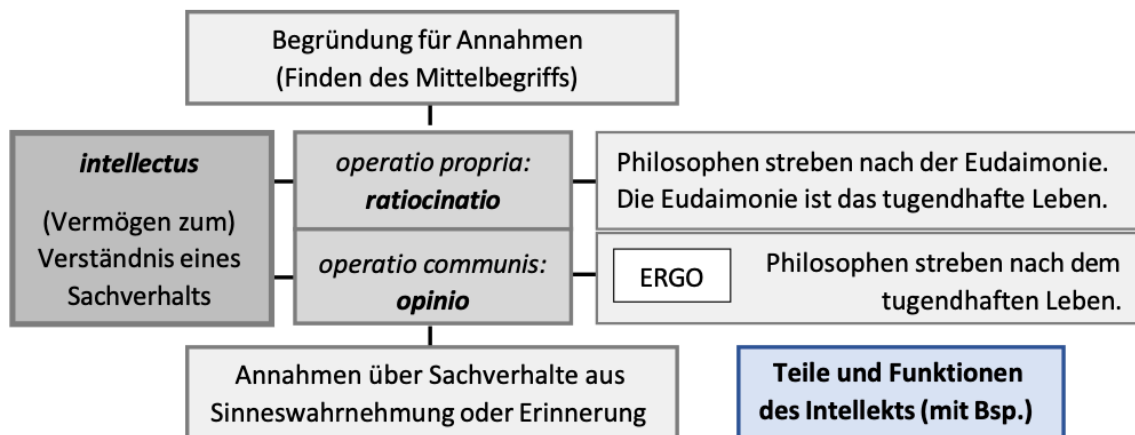 Begründung für Annahmen
(Finden des Mittelbegriffs)
intellectus
(Vermögen zum)
Verständnis eines
Sachverhalts
operatio propria:
ratiocinatio
Philosophen streben nach der Eudaimonie.
Die Eudaimonie ist das tugendhafte Leben.
operatio communis:
opinio
ERGO
Philosophen streben nach dem
tugendhaften Leben.
Annahmen über Sachverhalte aus
Sinneswahrnehmung oder Erinnerung
Teile und Funktionen
des Intellekts (mit Bsp.)